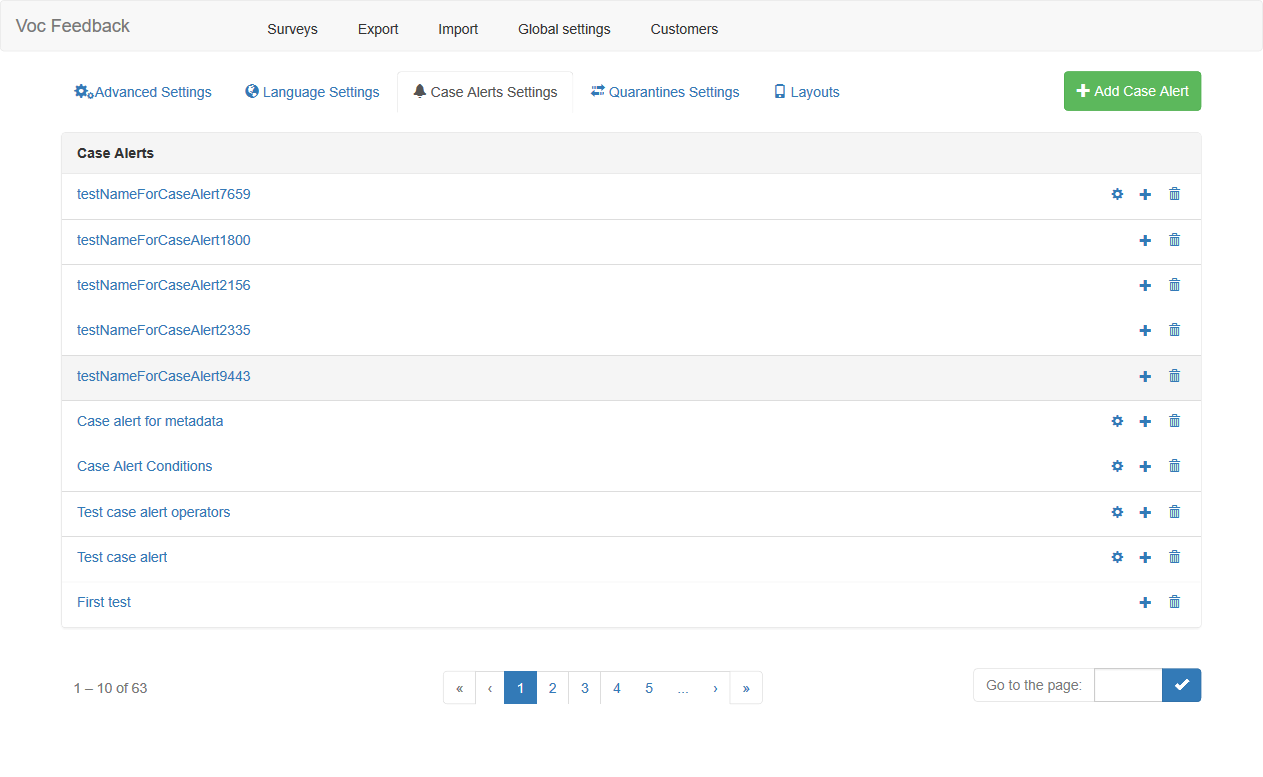 Voc Feedback Surveys Export Import Global settings Customers
Advanced Settings Language Settings Case Alerts Settings Quarantines Settings Layouts Add Case Alert
Case Alerts
testNameForCaseAlert7659
testNameForCaseAlert1800
testNameForCaseAlert2156
testNameForCaseAlert2335
testNameForCaseAlert9443
Case alert for metadata
Case Alert Conditions
Test case alert operators
Test case alert
First test
1 – 10 of 63 « ‹ 1 2 3 4 5 ... › » Go to the page: